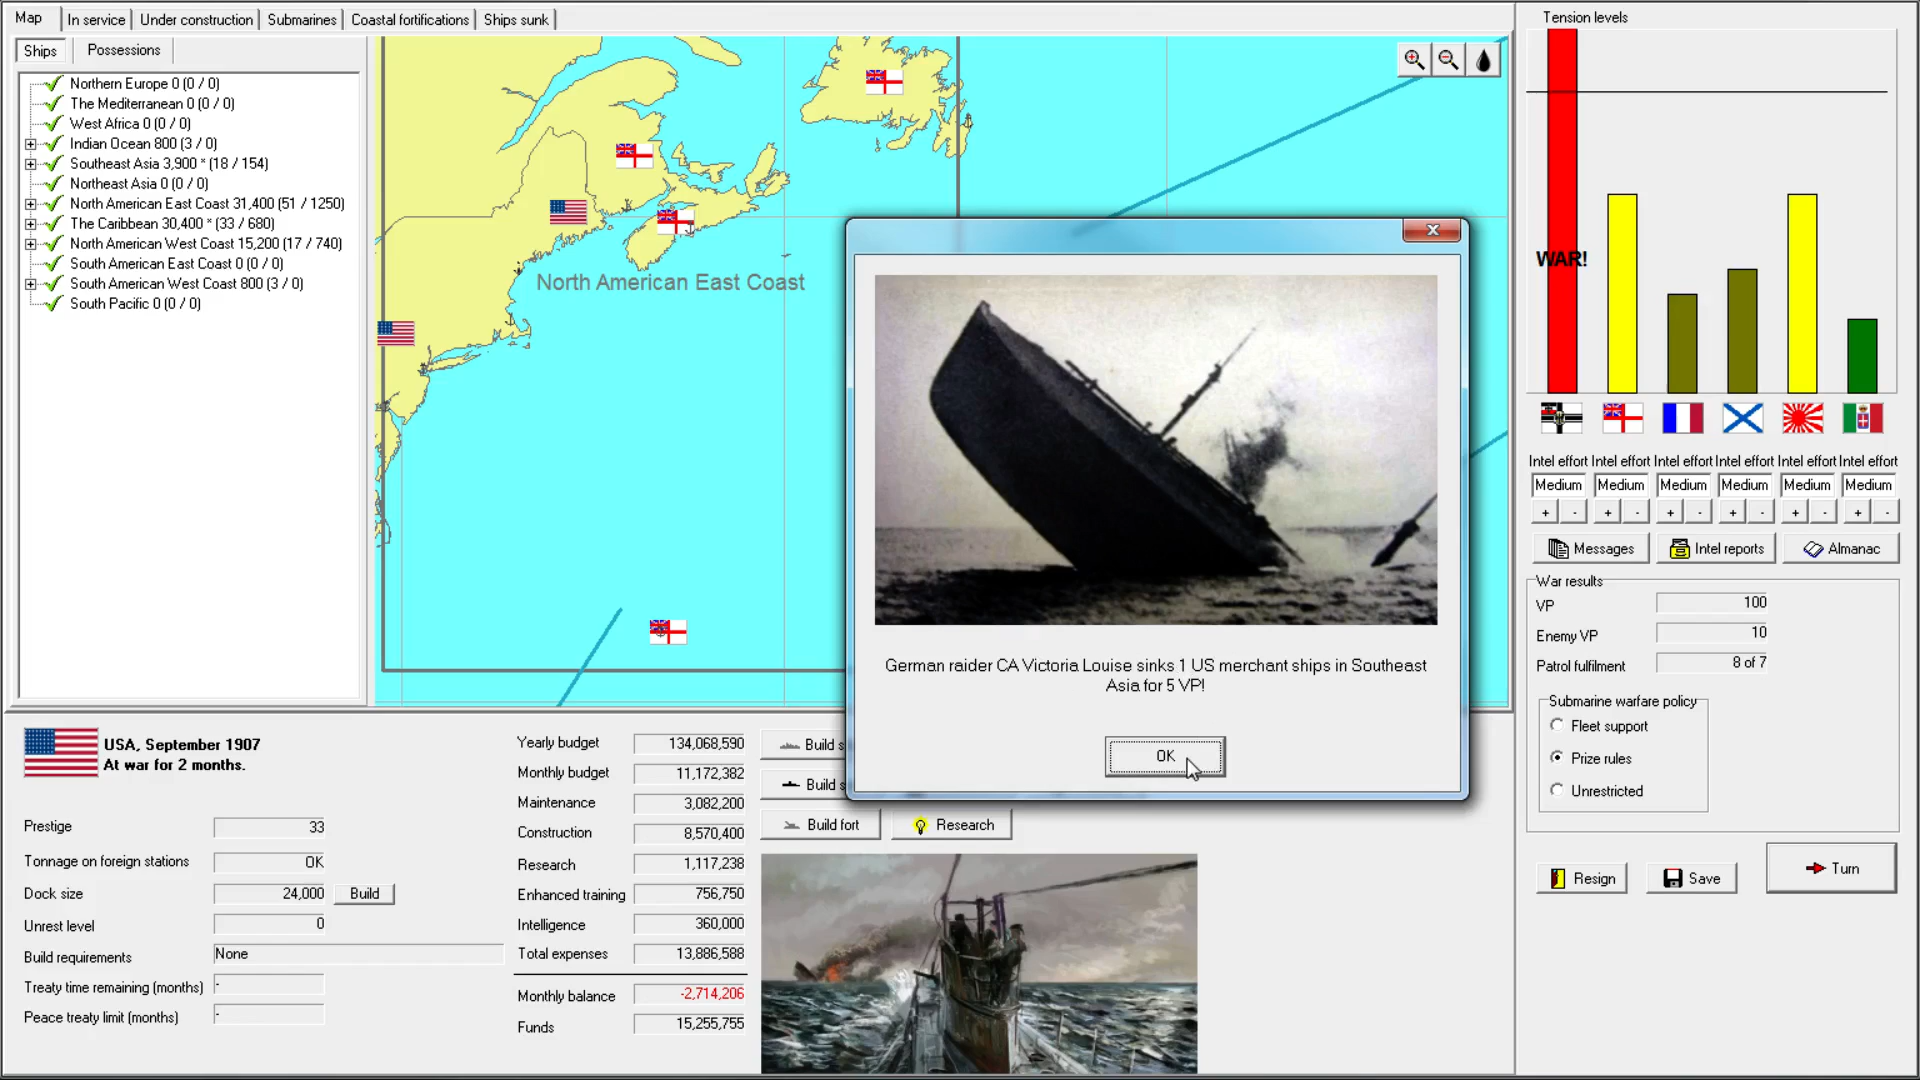 Map In service Under construction Submarines Coastal fortifications Ships sunk
Ships Possessions
Northern Europe 0 (0 / 0)
The Mediterranean 0 (0 / 0)
West Africa 0 (0 / 0)
Indian Ocean 800 (3 / 0)
Southeast Asia 3,900 * (18 / 154)
Northeast Asia 0 (0 / 0)
North American East Coast 31,400 (51 / 1250)
The Caribbean 30,400 * (33 / 680)
North American West Coast 15,200 (17 / 740)
South American East Coast 0 (0 / 0)
South American West Coast 800 (3 / 0)
South Pacific 0 (0 / 0)
North American East Coast
German raider CA Victoria Louise sinks 1 US merchant ships in Southeast
Asia for 5 VP!
OK
Tension levels
WAR!
Intel effort Intel effort Intel effort Intel effort Intel effort Intel effort
Medium Medium Medium Medium Medium Medium
+ - + - + - + - + - + -
Messages Intel reports Almanac
War results
VP 100
Enemy VP 10
Patrol fulfilment 8 of 7
Submarine warfare policy
Fleet support
Prize rules
Unrestricted
Resign Save Turn
USA, September 1907
At war for 2 months.
Prestige 33
Tonnage on foreign stations OK
Dock size 24,000 Build
Unrest level 0
Build requirements None
Treaty time remaining (months) -
Peace treaty limit (months) -
Yearly budget 134,068,590
Monthly budget 11,172,382
Maintenance 3,082,200
Construction 8,570,400
Research 1,117,238
Enhanced training 756,750
Intelligence 360,000
Total expenses 13,886,588
Monthly balance -2,714,206
Funds 15,255,755
Build s
Build s
Build fort Research